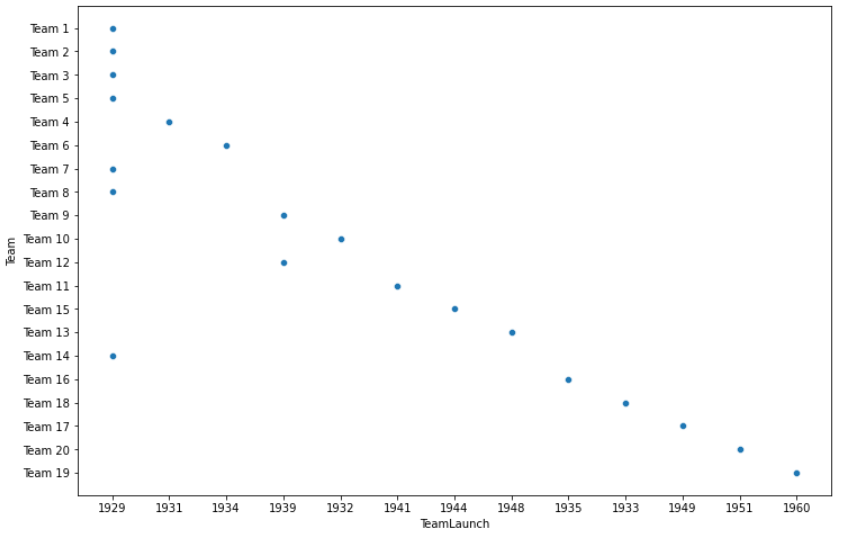 Team 1
Team 2
Team 3
Team 5
Team 4
Team 6
Team 7
Team 8
Team 9
Team 10
Team 12
Team 11
Team 15
Team 13
Team 14
Team 16
Team 18
Team 17
Team 20
Team 19
Team
1929 1931 1934 1939 1932 1941 1944 1948 1935 1933 1949 1951 1960
TeamLaunch